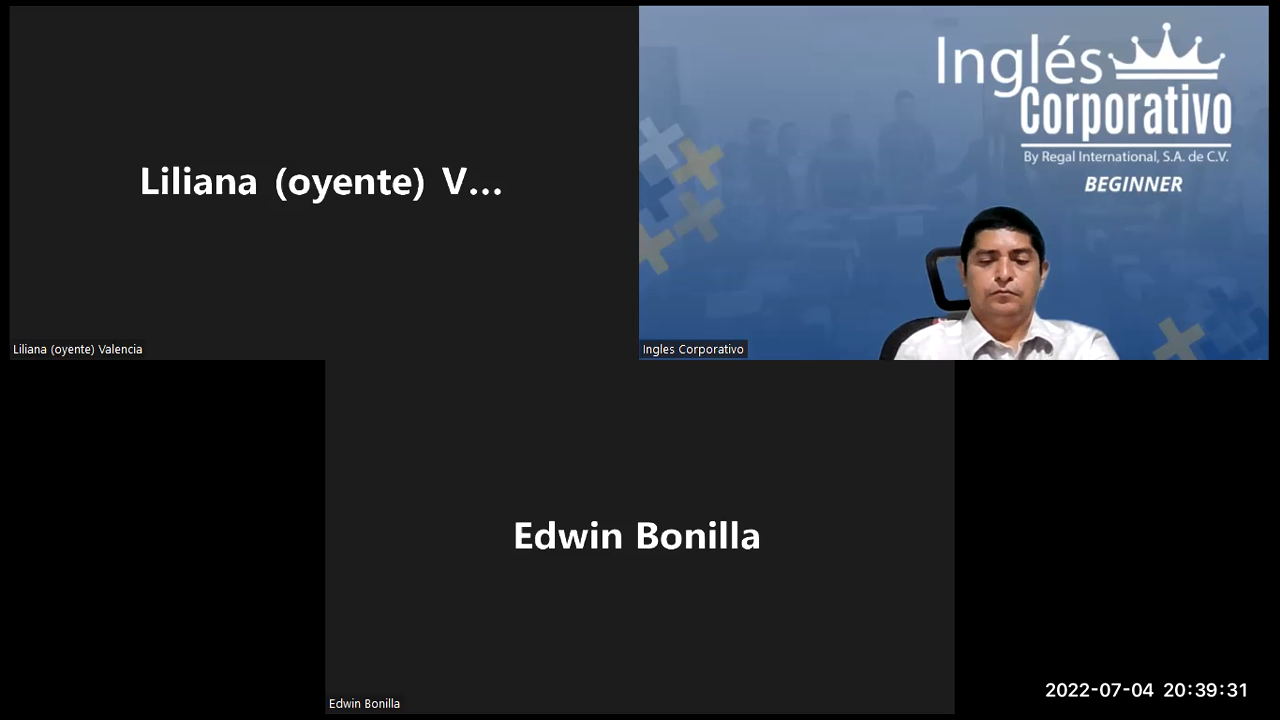 Liliana (oyente) V...
Liliana (oyente) Valencia
Inglés
Corporativo
By Regal International, S.A. de C.V.
BEGINNER
Ingles Corporativo
Edwin Bonilla
Edwin Bonilla
2022-07-04 20:39:31